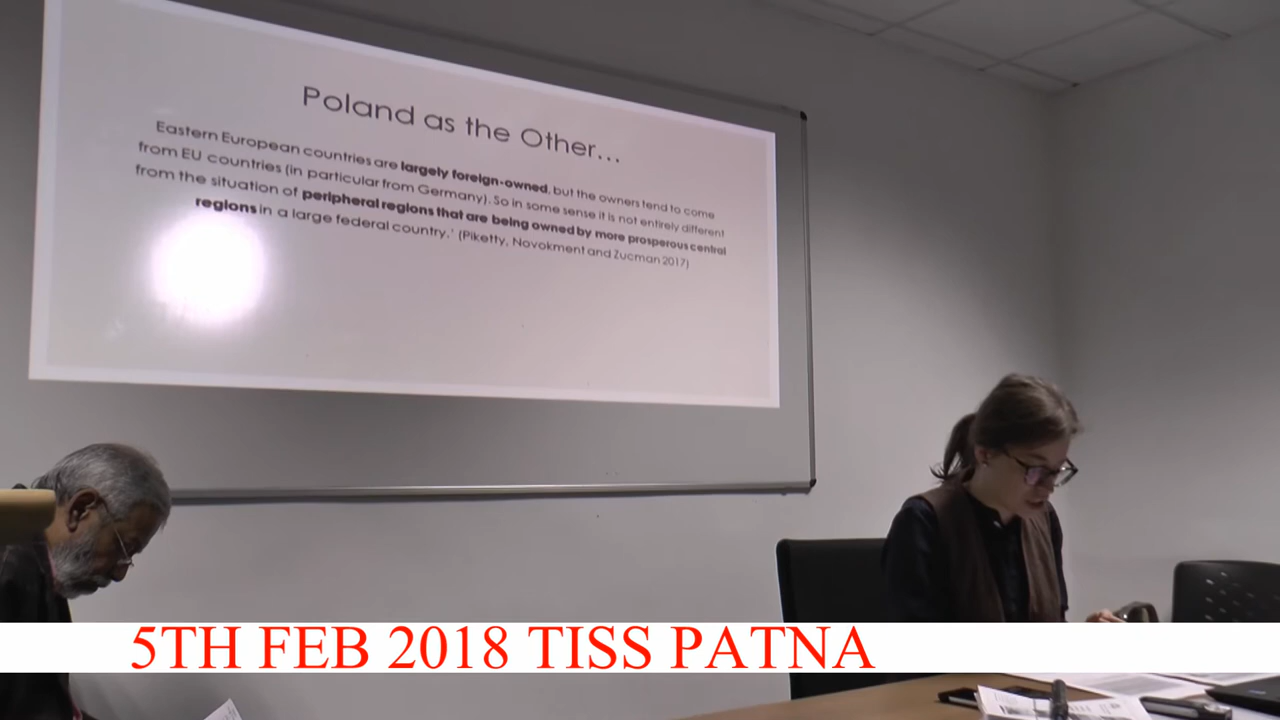 Poland as the Other...
Eastern European countries are largely foreign-owned, but the owners tend to come
from EU countries (in particular from Germany). So in some sense it is not entirely different
from the situation of peripheral regions that are being owned by more prosperous central
regions in a large federal country.' (Piketty, Novokment and Zucman 2017)
5TH FEB 2018 TISS PATNA